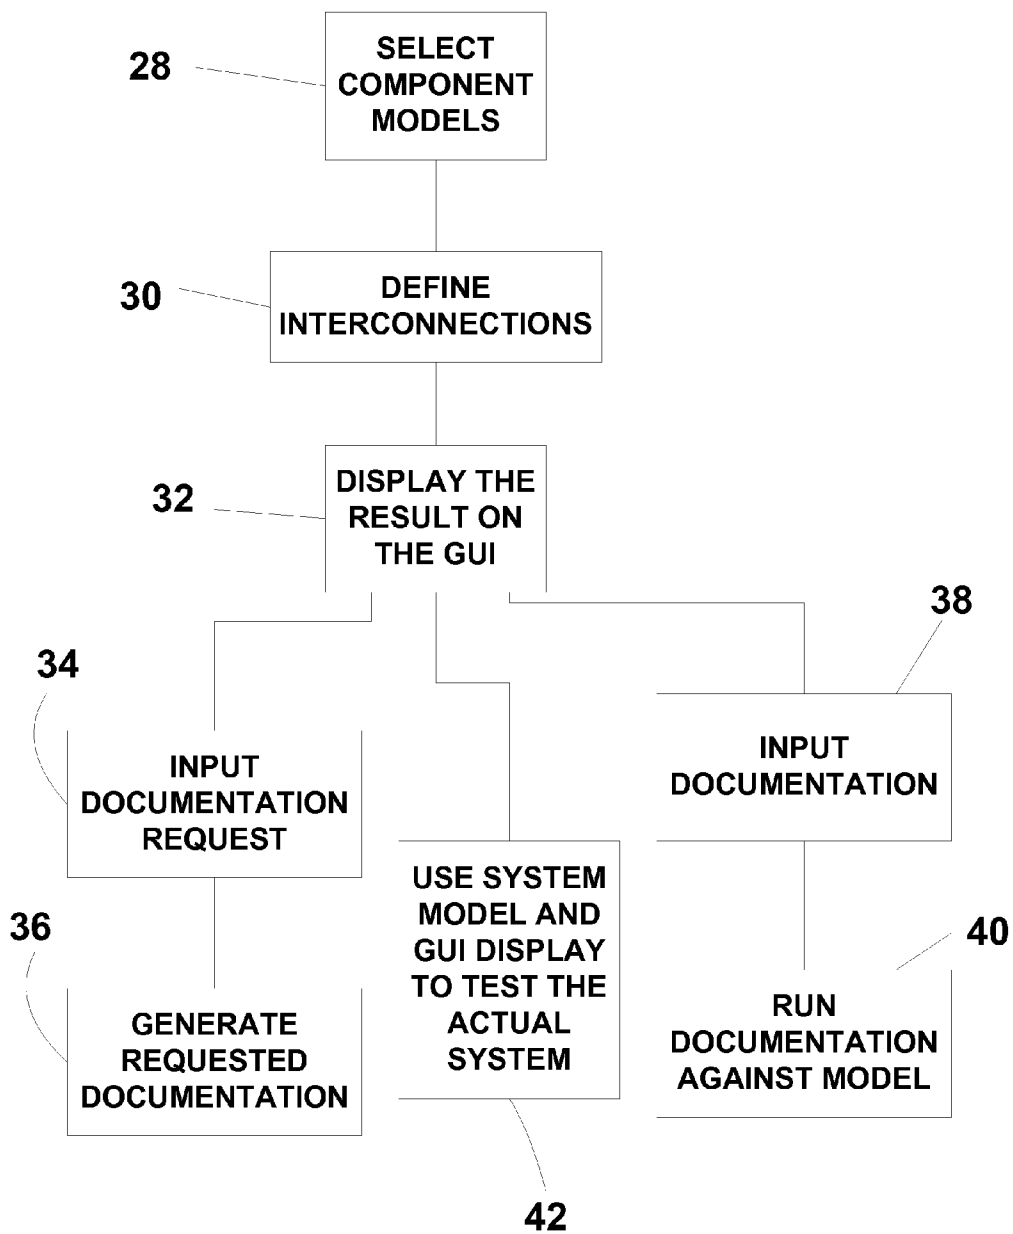 28
SELECT
COMPONENT
MODELS
30
DEFINE
INTERCONNECTIONS
32
DISPLAY THE
RESULT ON
THE GUI
34
INPUT
DOCUMENTATION
REQUEST
36
GENERATE
REQUESTED
DOCUMENTATION
USE SYSTEM
MODEL AND
GUI DISPLAY
TO TEST THE
ACTUAL
SYSTEM
42
38
INPUT
DOCUMENTATION
40
RUN
DOCUMENTATION
AGAINST MODEL